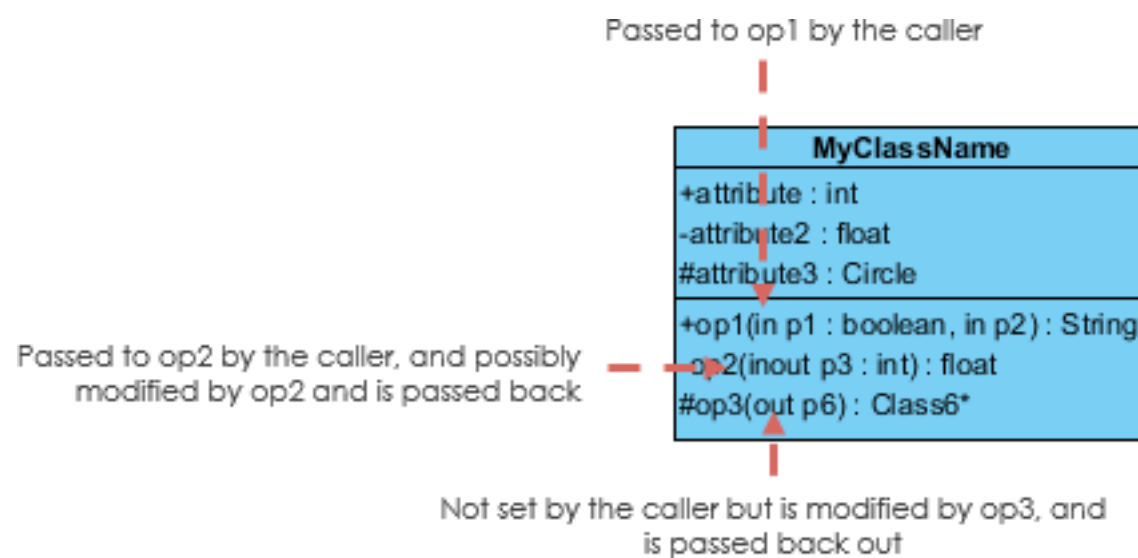 Passed to op1 by the caller
MyClassName
+attribute : int
-attribute2 : float
#attribute3 : Circle
+op1(in p1 : boolean, in p2) : String
-op2(inout p3 : int) : float
#op3(out p6) : Class6*
Passed to op2 by the caller, and possibly
modified by op2 and is passed back
Not set by the caller but is modified by op3, and
is passed back out